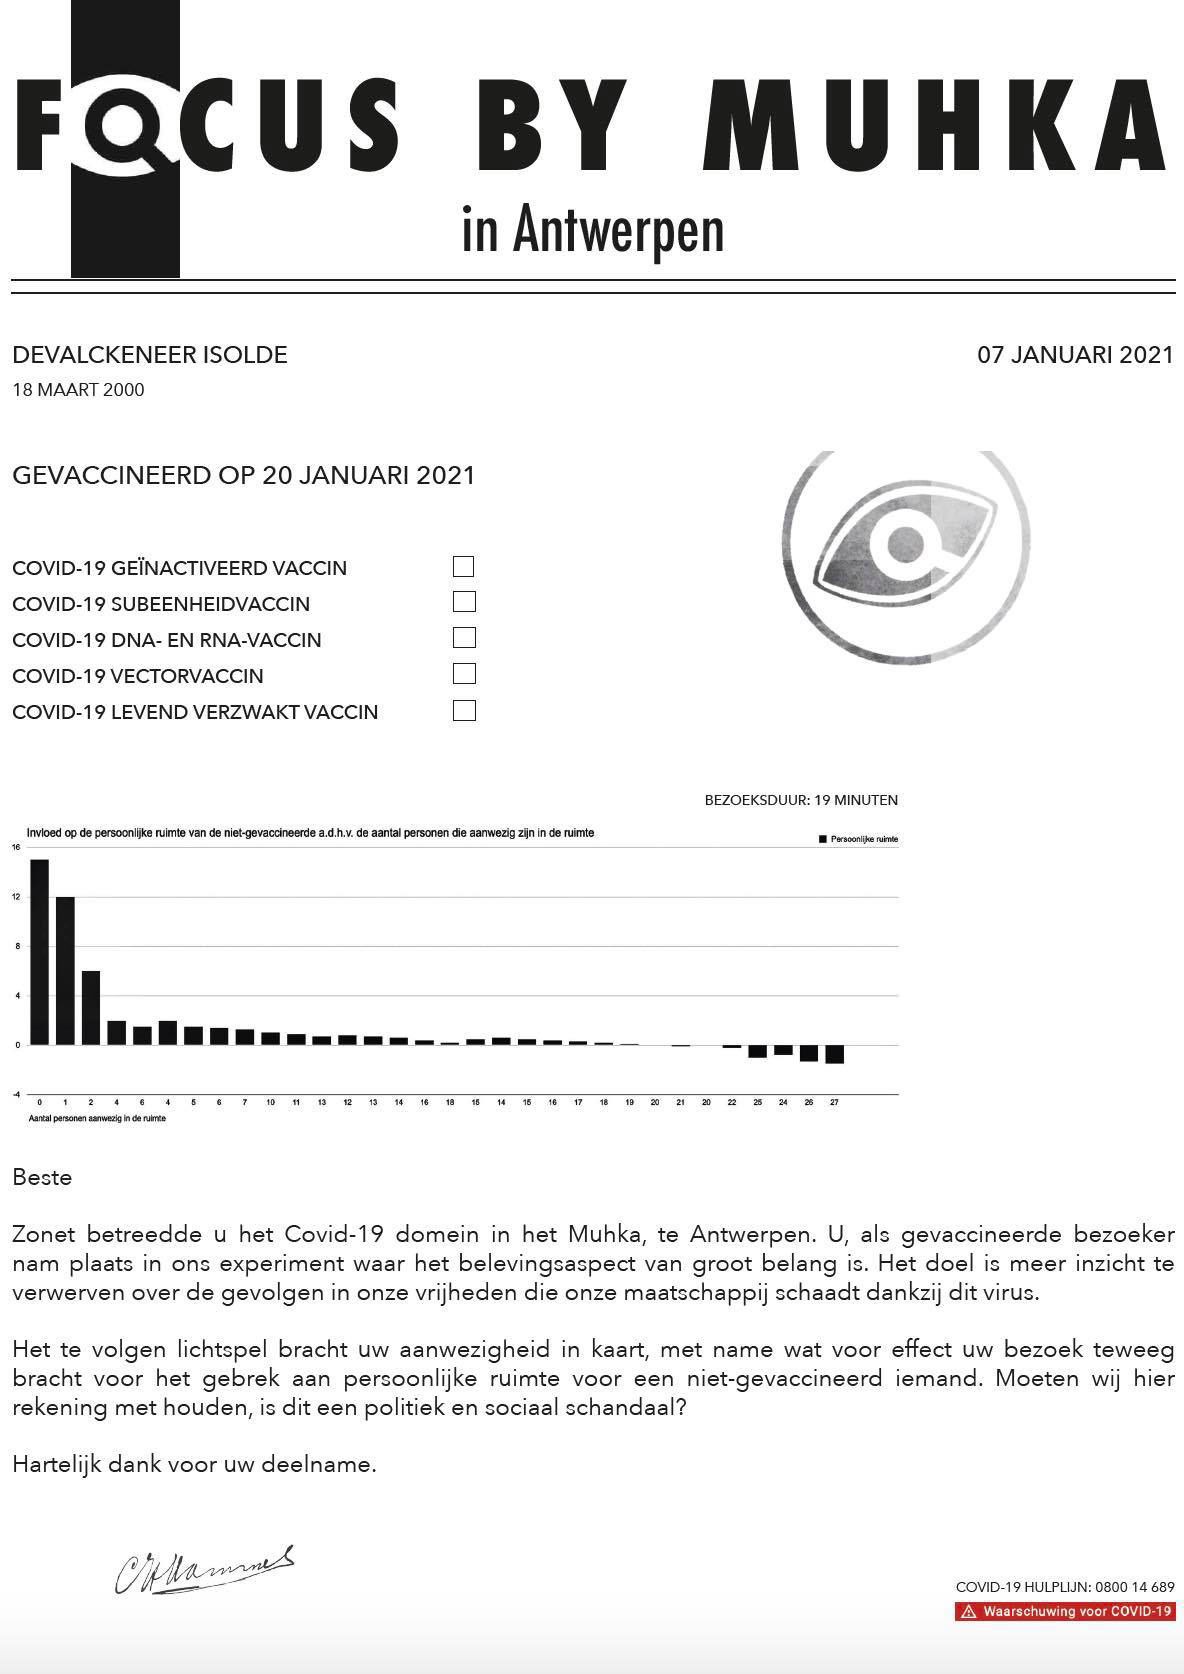 FOCUS BY MUHKA
in Antwerpen
DEVALCKENEER ISOLDE 07 JANUARI 2021
18 MAART 2000
GEVACCINEERD OP 20 JANUARI 2021
COVID-19 GEÏNACTIVEERD VACCIN
COVID-19 SUBEENHEIDVACCIN
COVID-19 DNA- EN RNA-VACCIN
COVID-19 VECTORVACCIN
COVID-19 LEVEND VERZWAKT VACCIN
BEZOEKSDUUR: 19 MINUTEN
Invloed op de persoonlijke ruimte van de niet-gevaccineerde a.d.h.v. de aantal personen die aanwezig zijn in de ruimte
Persoonlijke ruimte
16
12
8
4
0
-4
0 1 2 4 6 4 5 6 7 10 11 13 12 13 14 16 18 15 14 15 16 17 18 19 20 21 20 22 25 24 26 27
Aantal personen aanwezig in de ruimte
Beste
Zonet betreedde u het Covid-19 domein in het Muhka, te Antwerpen. U, als gevaccineerde bezoeker
nam plaats in ons experiment waar het belevingsaspect van groot belang is. Het doel is meer inzicht te
verwerven over de gevolgen in onze vrijheden die onze maatschappij schaadt dankzij dit virus.
Het te volgen lichtspel bracht uw aanwezigheid in kaart, met name wat voor effect uw bezoek teweeg
bracht voor het gebrek aan persoonlijke ruimte voor een niet-gevaccineerd iemand. Moeten wij hier
rekening met houden, is dit een politiek en sociaal schandaal?
Hartelijk dank voor uw deelname.
COVID-19 HULPLIJN: 0800 14 689
Waarschuwing voor COVID-19